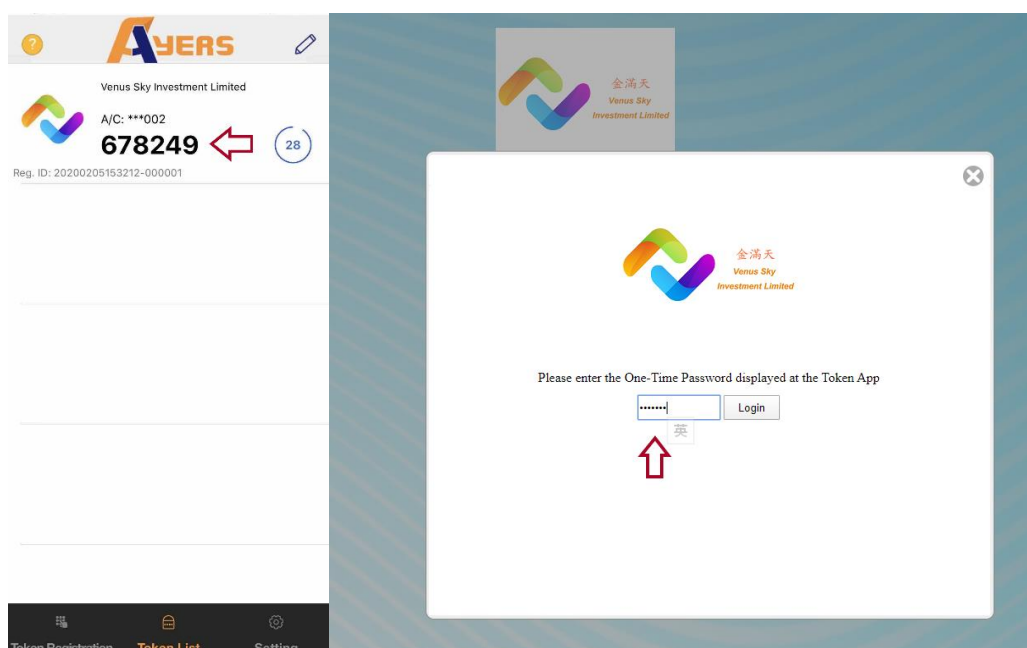 ?
AYERS
Venus Sky Investment Limited
A/C: ***002
678249
28
Reg. ID: 20200205153212-000001
Token Registration
Token List
Setting
金滿天
Venus Sky
Investment Limited
金滿天
Venus Sky
Investment Limited
Please enter the One-Time Password displayed at the Token App
•••••••
Login
英